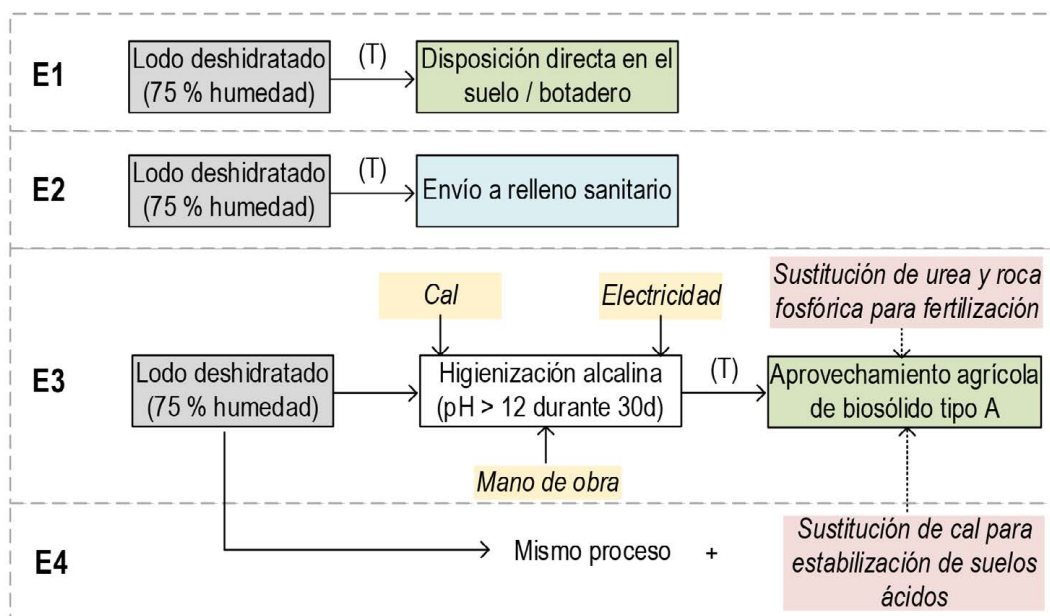 E1
Lodo deshidratado
(75 % humedad)
(T)
Disposición directa en el
suelo / botadero
E2
Lodo deshidratado
(75 % humedad)
(T)
Envío a relleno sanitario
E3
Cal
Electricidad
Sustitución de urea y roca
fosfórica para fertilización
Lodo deshidratado
(75 % humedad)
Higienización alcalina
(pH > 12 durante 30d)
(T)
Aprovechamiento agrícola
de biosólido tipo A
Mano de obra
E4
Mismo proceso +
Sustitución de cal para
estabilización de suelos
ácidos